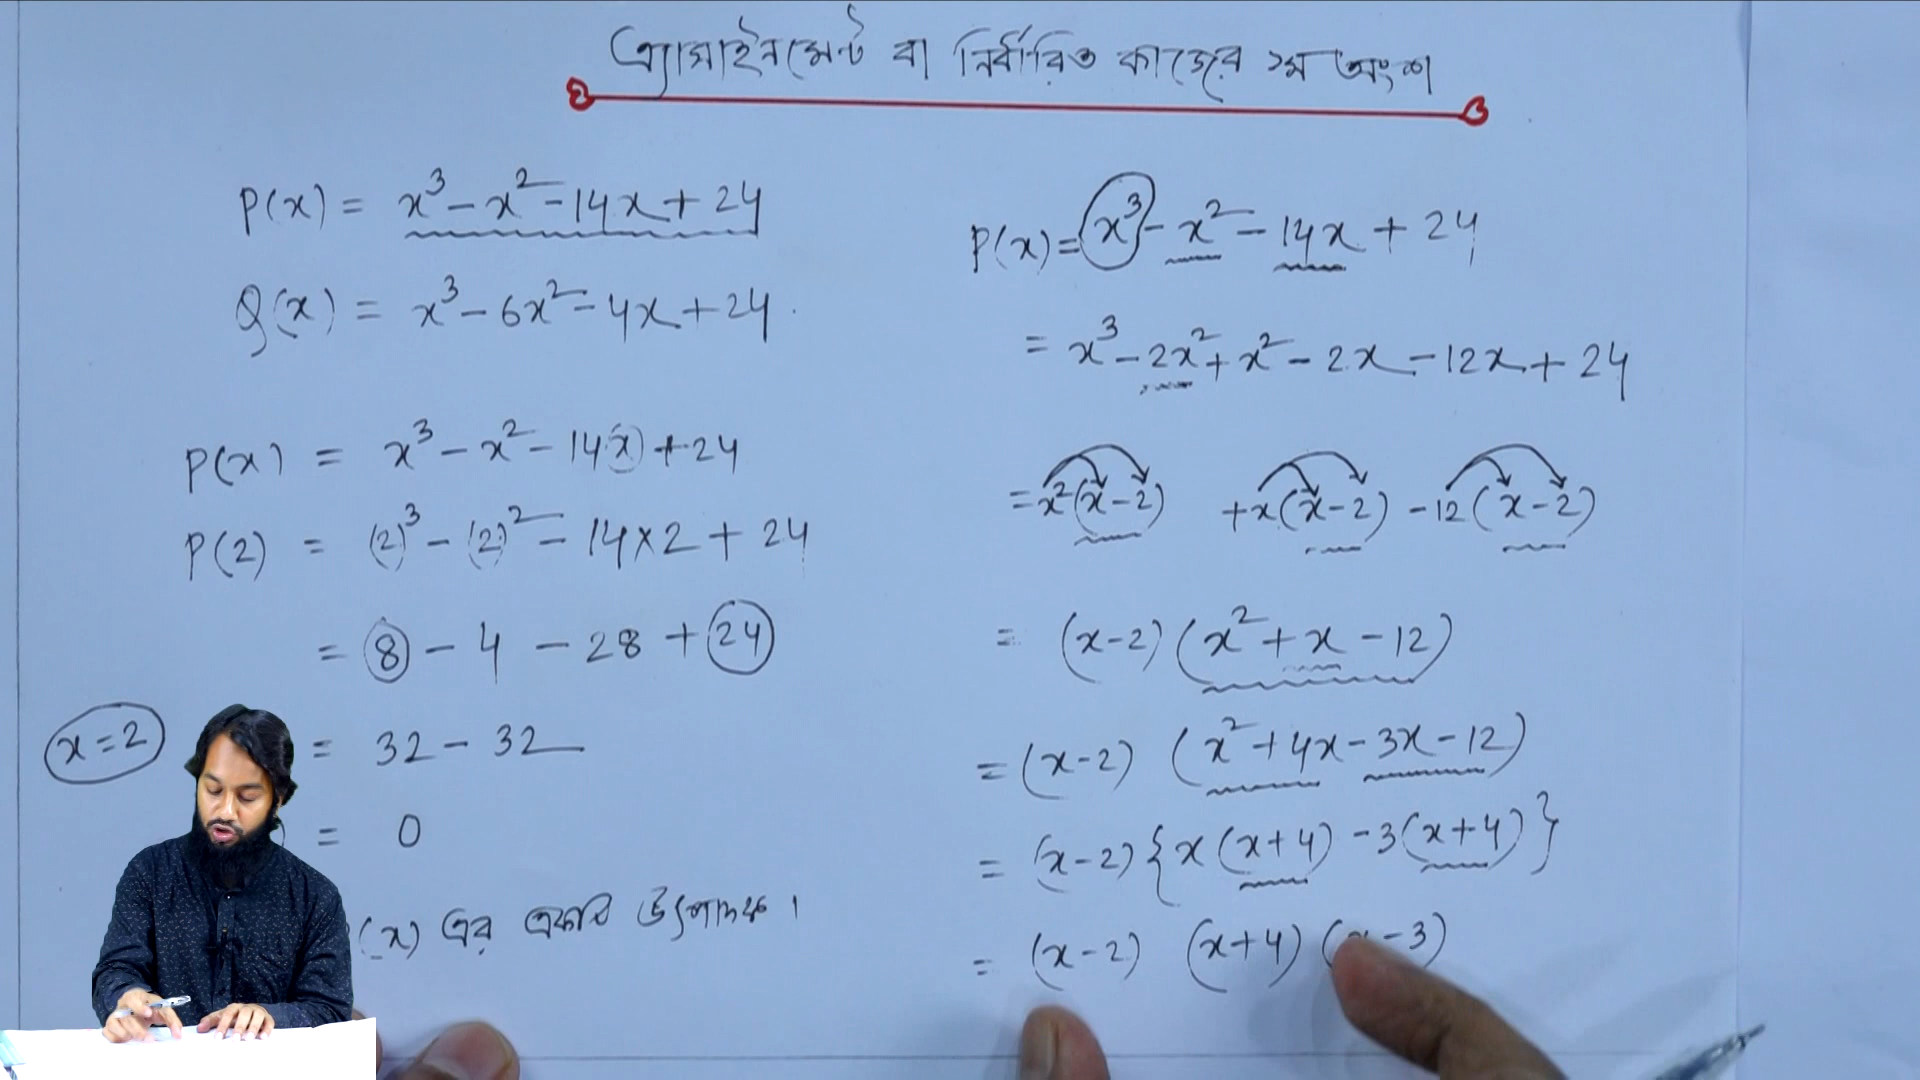 এ্যাসাইনমেন্ট বা নির্ধারিত কাজের ১ম অংশ
P(x) = x³ - x² - 14x + 24
Q(x) = x³ - 6x² - 4x + 24
P(x) = x³ - x² - 14x + 24
P(2) = (2)³ - (2)² - 14×2 + 24
= 8 - 4 - 28 + 24
x=2
= 32 - 32
= 0
(x) এর একটি উৎপাদক।
P(x) = x³ - x² - 14x + 24
= x³ - 2x² + x² - 2x - 12x + 24
= x²(x-2) + x(x-2) - 12(x-2)
= (x-2) (x² + x - 12)
= (x-2) (x² + 4x - 3x - 12)
= (x-2) {x(x+4) - 3(x+4)}
= (x-2) (x+4) (x-3)